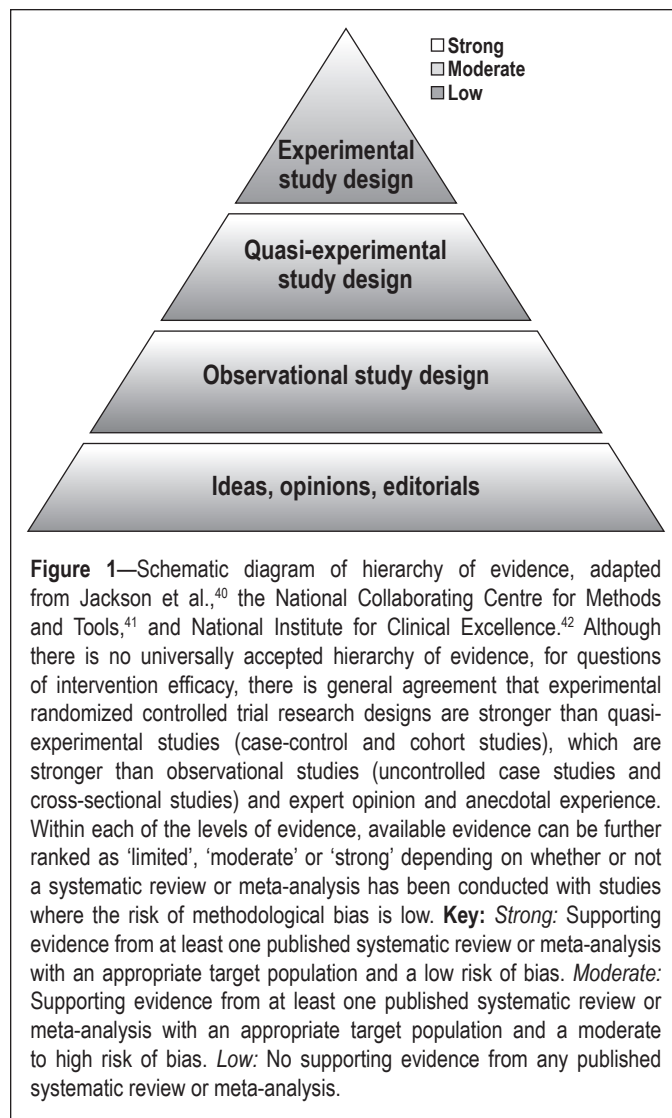 Strong
Moderate
Low
Experimental
study design
Quasi-experimental
study design
Observational study design
Ideas, opinions, editorials
Figure 1—Schematic diagram of hierarchy of evidence, adapted
from Jackson et al.,40 the National Collaborating Centre for Methods
and Tools,41 and National Institute for Clinical Excellence.42 Although
there is no universally accepted hierarchy of evidence, for questions
of intervention efficacy, there is general agreement that experimental
randomized controlled trial research designs are stronger than quasi-
experimental studies (case-control and cohort studies), which are
stronger than observational studies (uncontrolled case studies and
cross-sectional studies) and expert opinion and anecdotal experience.
Within each of the levels of evidence, available evidence can be further
ranked as ‘limited’, ‘moderate’ or ‘strong’ depending on whether or not
a systematic review or meta-analysis has been conducted with studies
where the risk of methodological bias is low. Key: Strong: Supporting
evidence from at least one published systematic review or meta-analysis
with an appropriate target population and a low risk of bias. Moderate:
Supporting evidence from at least one published systematic review or
meta-analysis with an appropriate target population and a moderate
to high risk of bias. Low: No supporting evidence from any published
systematic review or meta-analysis.